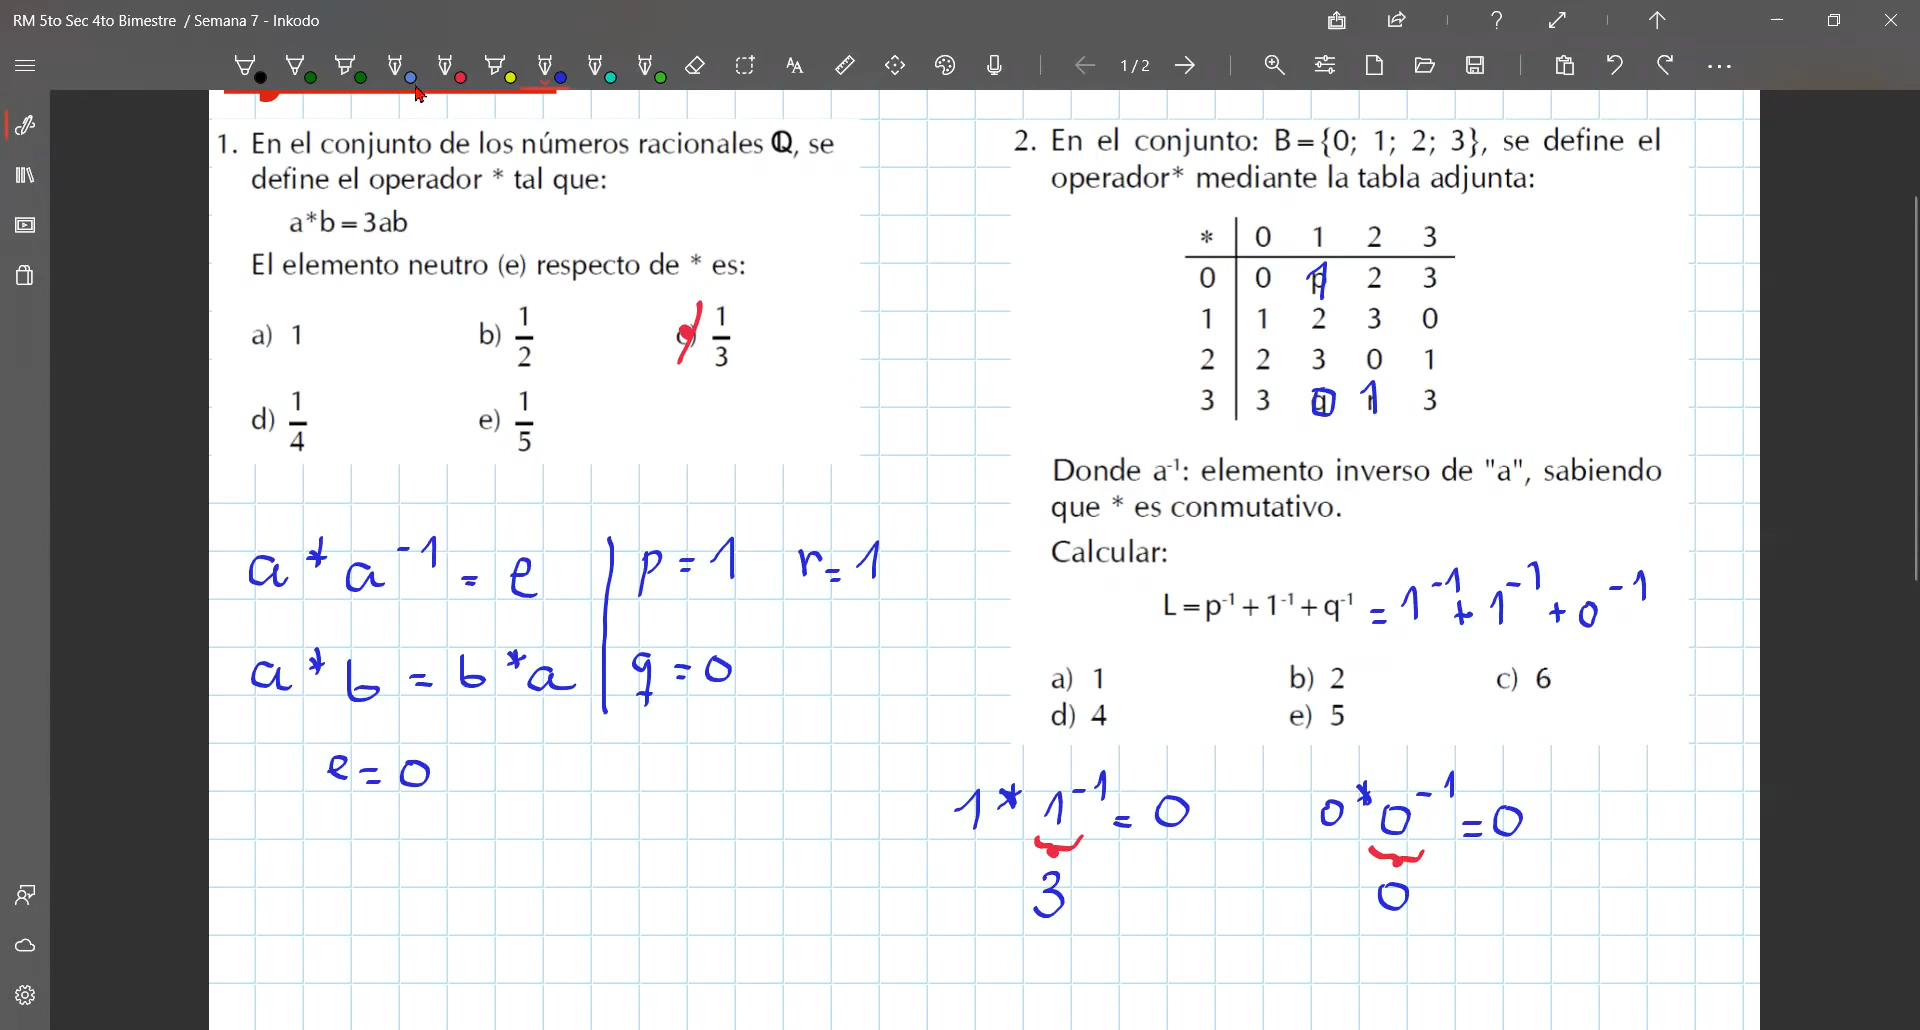 RM 5to Sec 4to Bimestre / Semana 7 - Inkodo
1 / 2
1. En el conjunto de los números racionales ℚ, se
define el operador * tal que:
a*b = 3ab
El elemento neutro (e) respecto de * es:
a) 1 b) 1/2 c) 1/3
d) 1/4 e) 1/5
a * a⁻¹ = e
a * b = b * a
e = 0
p = 1 r = 1
q = 0
2. En el conjunto: B = {0; 1; 2; 3}, se define el
operador* mediante la tabla adjunta:
* 0 1 2 3
0 0 1 2 3
1 1 2 3 0
2 2 3 0 1
3 3 0 1 3
Donde a⁻¹: elemento inverso de "a", sabiendo
que * es conmutativo.
Calcular:
L = p⁻¹ + 1⁻¹ + q⁻¹ = 1⁻¹ + 1⁻¹ + 0⁻¹
a) 1 b) 2 c) 6
d) 4 e) 5
1 * 1⁻¹ = 0 0 * 0⁻¹ = 0
3 0